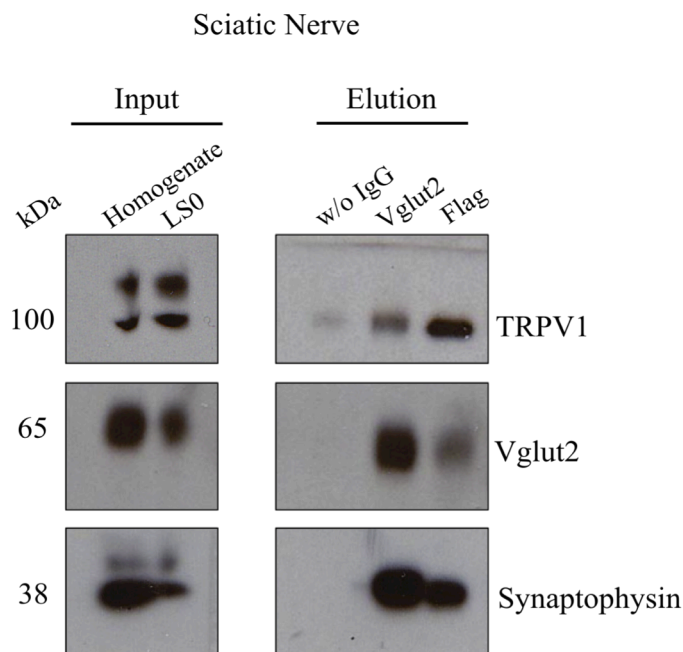 Sciatic Nerve
Input
Elution
kDa
Homogenate
LS0
w/o IgG
Vglut2
Flag
100
TRPV1
65
Vglut2
38
Synaptophysin